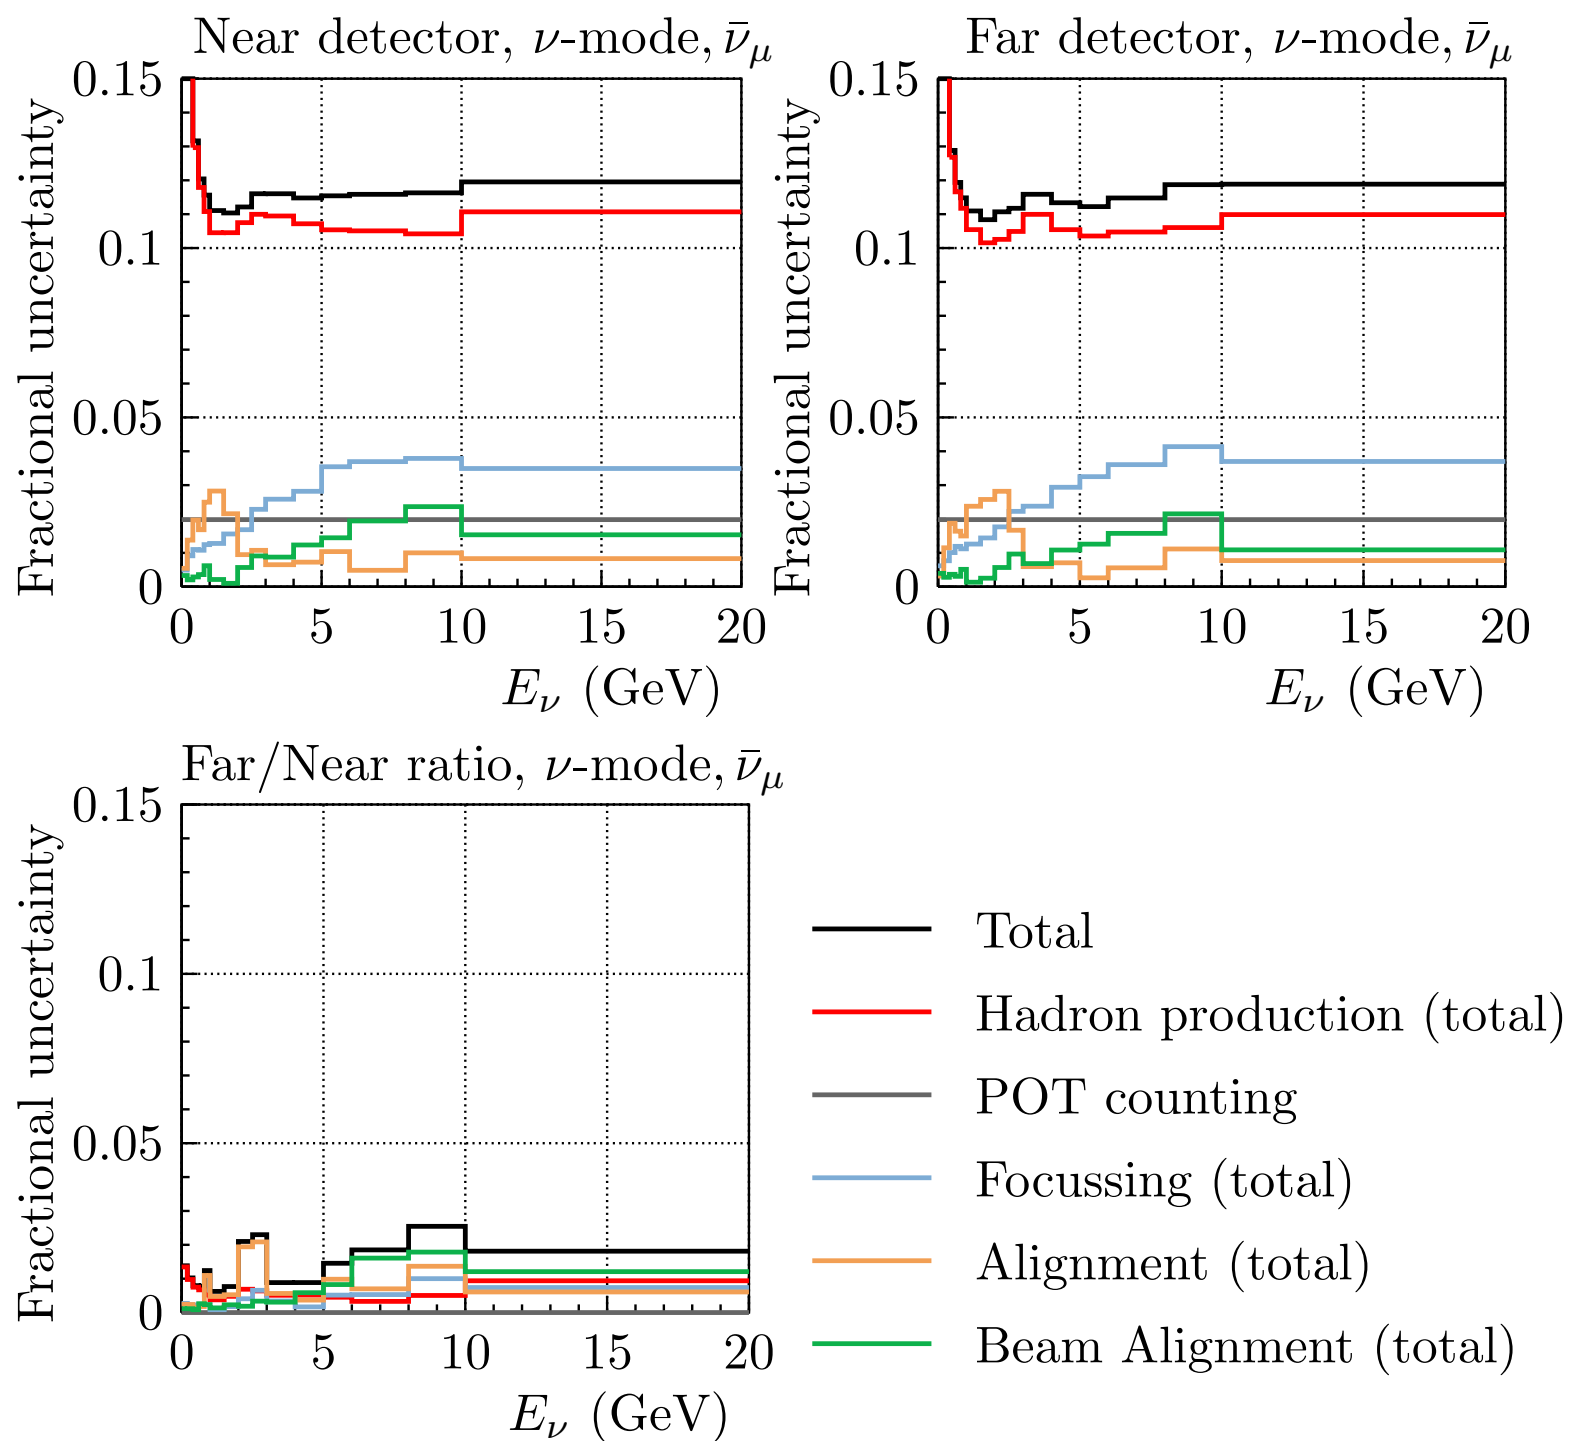 Near detector, ν-mode, ν̄μ
Fractional uncertainty
0.15
0.1
0.05
0
0 5 10 15 20
Eν (GeV)
Far detector, ν-mode, ν̄μ
Fractional uncertainty
0.15
0.1
0.05
0
0 5 10 15 20
Eν (GeV)
Far/Near ratio, ν-mode, ν̄μ
Fractional uncertainty
0.15
0.1
0.05
0
0 5 10 15 20
Eν (GeV)
Total
Hadron production (total)
POT counting
Focussing (total)
Alignment (total)
Beam Alignment (total)